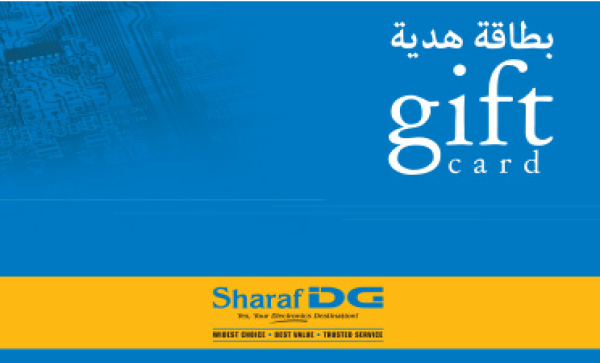 بطاقة هدية
gift
card
Sharaf DG
Yes, Your Electronics Destination!
WIDEST CHOICE • BEST VALUE • TRUSTED SERVICE